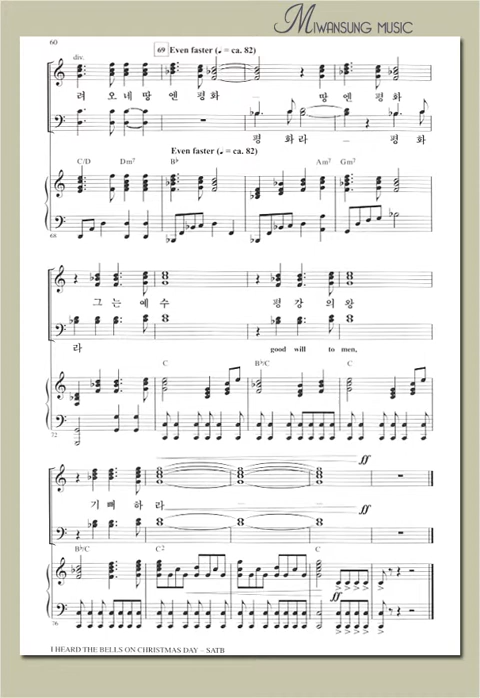 MIWANSUNG MUSIC
60
div.
69 Even faster (♩ = ca. 82)
려 오 네 땅 엔 평 화 – 땅 엔 평 화
평 화 라 – 평 화
Even faster (♩ = ca. 82)
C/D Dm7 B♭ Am7 Gm7
68
그 는 예 수 평 강 의 왕
라 good will to men,
C B♭/C C
72
ff
기 뻐 하 라 – –
ff
B♭/C C2 C
ff
76
I HEARD THE BELLS ON CHRISTMAS DAY – SATB